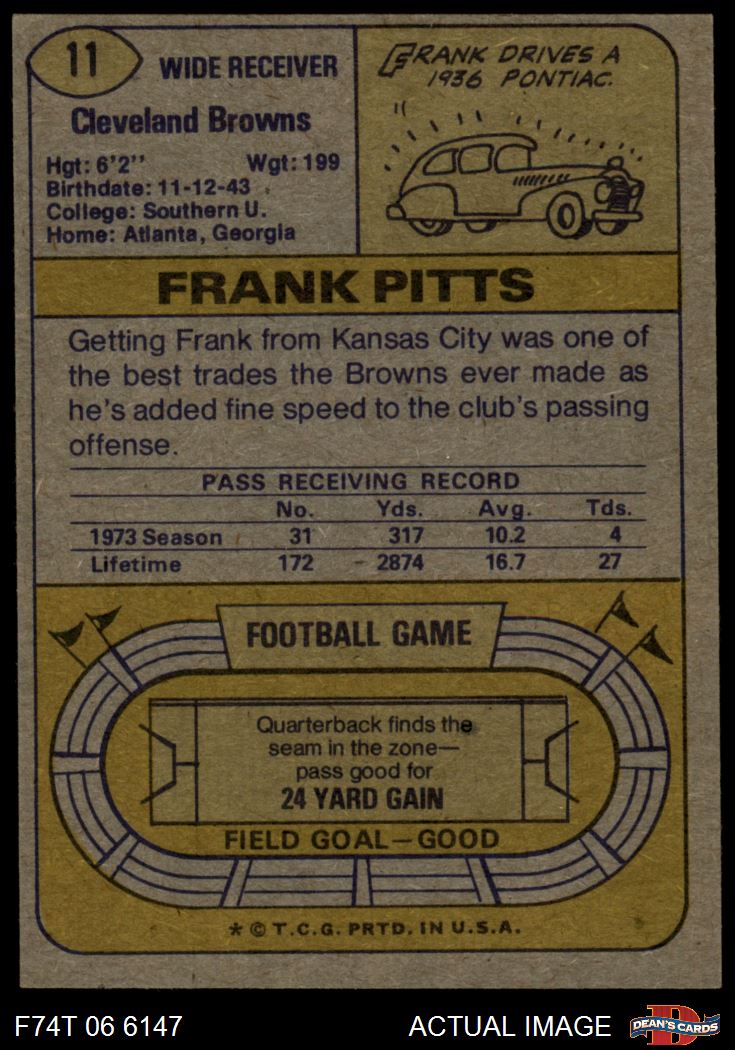 11
WIDE RECEIVER
Cleveland Browns
Hgt: 6'2" Wgt: 199
Birthdate: 11-12-43
College: Southern U.
Home: Atlanta, Georgia
FRANK DRIVES A
1936 PONTIAC.
FRANK PITTS
Getting Frank from Kansas City was one of
the best trades the Browns ever made as
he's added fine speed to the club's passing
offense.
PASS RECEIVING RECORD
No. Yds. Avg. Tds.
1973 Season 31 317 10.2 4
Lifetime 172 2874 16.7 27
FOOTBALL GAME
Quarterback finds the
seam in the zone—
pass good for
24 YARD GAIN
FIELD GOAL—GOOD
* © T.C.G. PRTD. IN U.S.A.
F74T 06 6147 ACTUAL IMAGE
D
DEAN'S CARDS